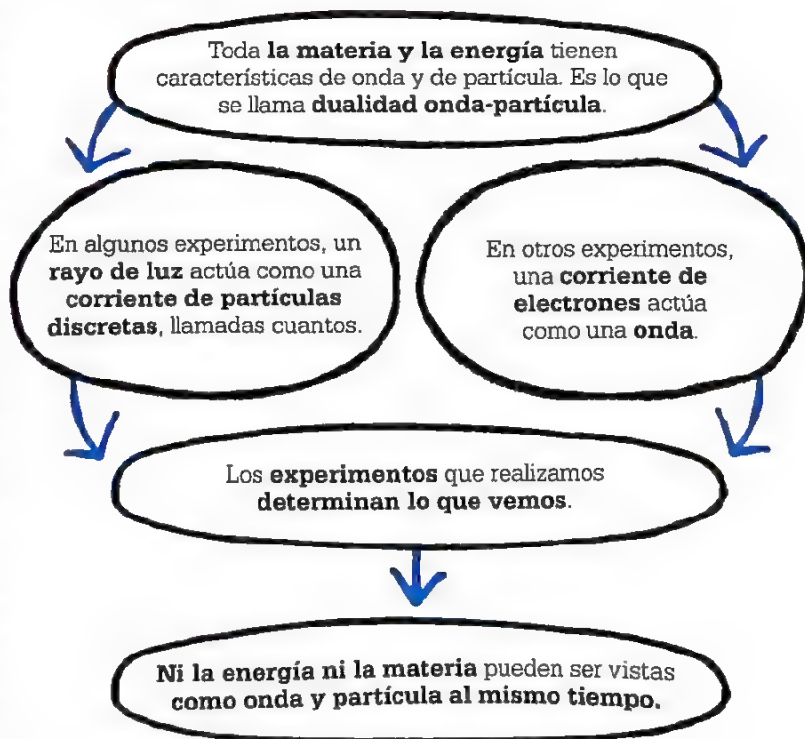 Toda la materia y la energía tienen
características de onda y de partícula. Es lo que
se llama dualidad onda-partícula.
En algunos experimentos, un
rayo de luz actúa como una
corriente de partículas
discretas, llamadas cuantos.
En otros experimentos,
una corriente de
electrones actúa
como una onda.
Los experimentos que realizamos
determinan lo que vemos.
Ni la energía ni la materia pueden ser vistas
como onda y partícula al mismo tiempo.